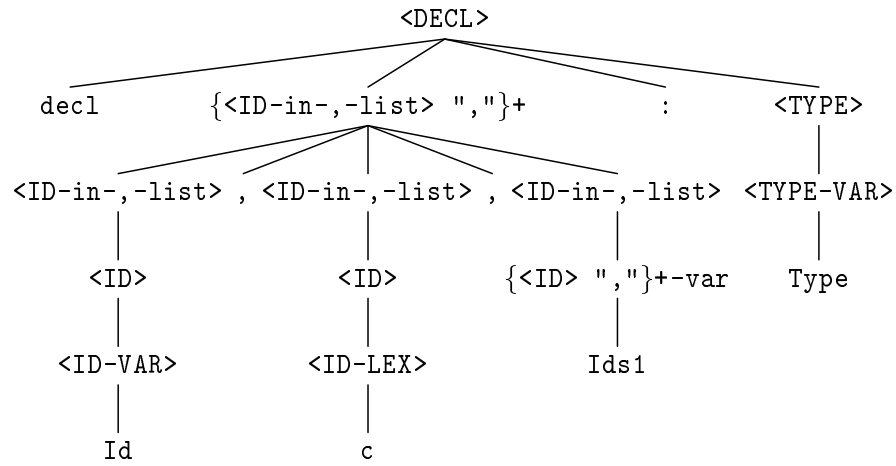 <DECL>
decl {<ID-in-,-list> ","}+ : <TYPE>
<ID-in-,-list> , <ID-in-,-list> , <ID-in-,-list> <TYPE-VAR>
<ID> <ID> {<ID> ","}+-var Type
<ID-VAR> <ID-LEX> Ids1
Id c